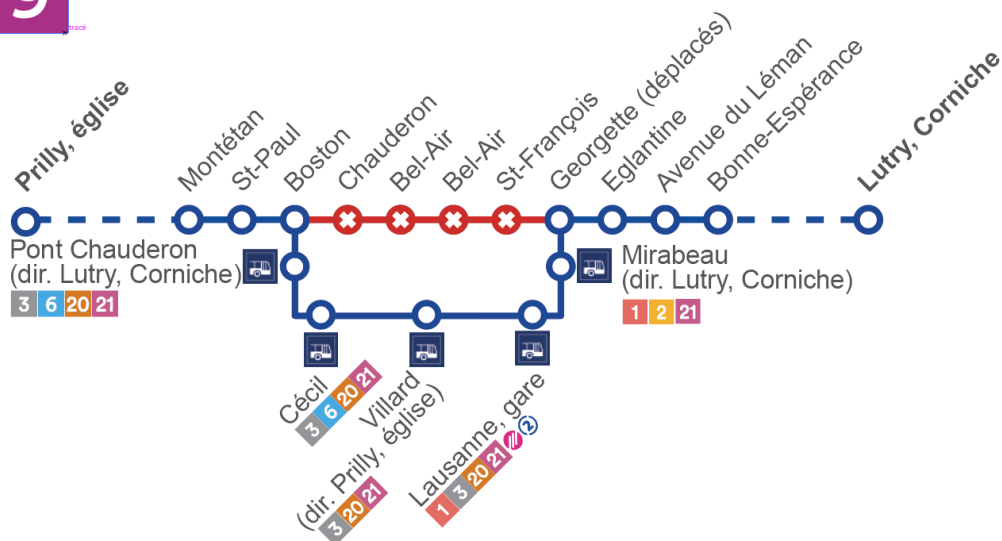 9
tracé
Prilly, église
Montétan
St-Paul
Boston
Chauderon
Bel-Air
Bel-Air
St-François
Georgette (déplacés)
Eglantine
Avenue du Léman
Bonne-Espérance
Lutry, Corniche
Pont Chauderon
(dir. Lutry, Corniche)
3 6 20 21
Mirabeau
(dir. Lutry, Corniche)
1 2 21
Cécil
3 6 20 21
Villard
(dir. Prilly, église)
3 20 21
Lausanne, gare
1 3 20 21 2